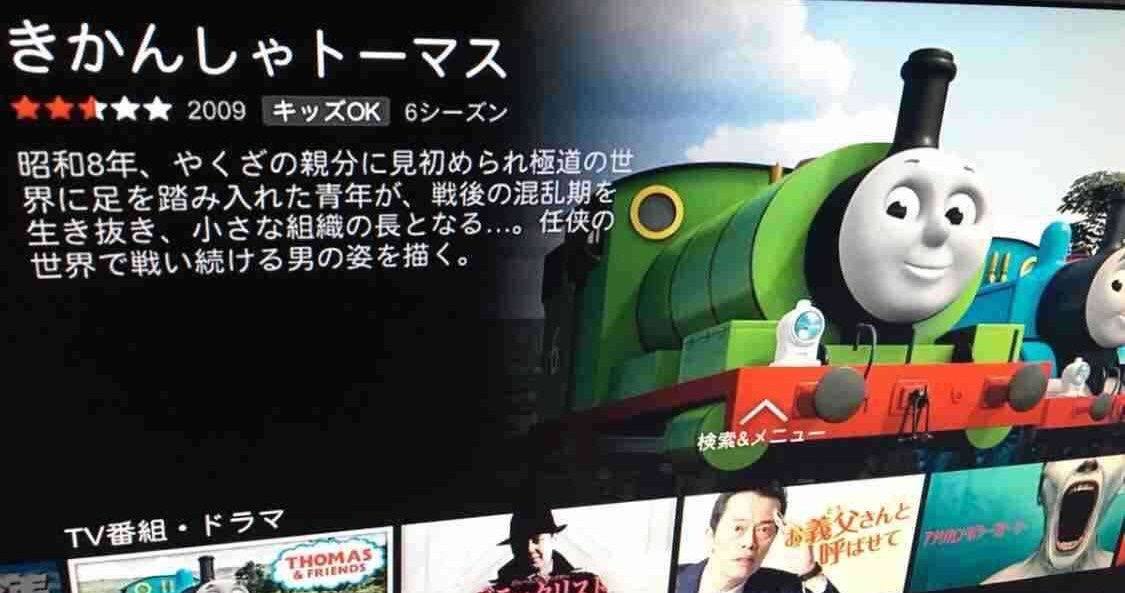 きかんしゃトーマス
2009 キッズOK 6シーズン
昭和8年、やくざの親分に見初められ極道の世
界に足を踏み入れた青年が、戦後の混乱期を
生き抜き、小さな組織の長となる…。任侠の
世界で戦い続ける男の姿を描く。
検索&メニュー
TV番組・ドラマ
THOMAS
& FRIENDS
お義父さんと
呼ばせて